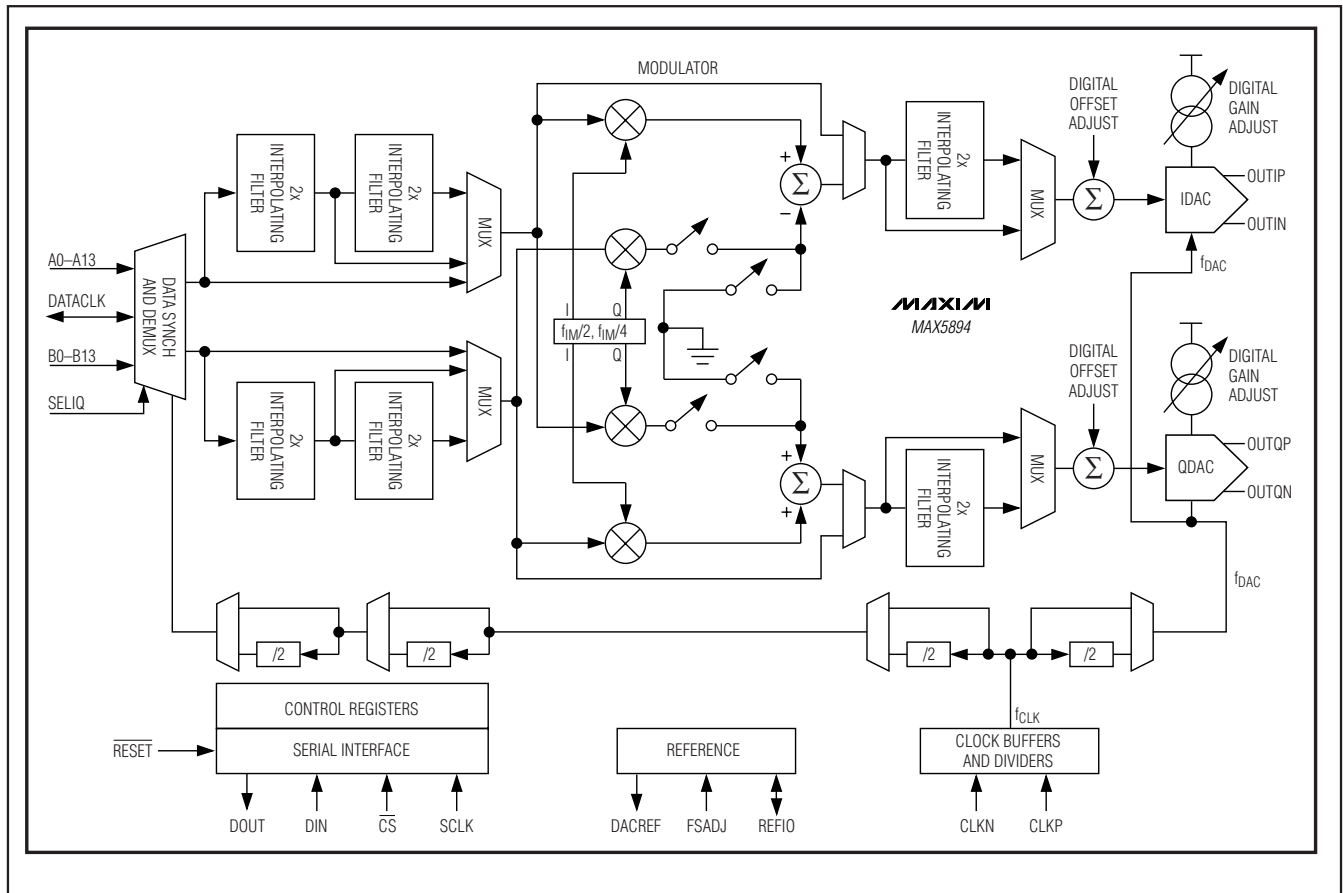 MODULATOR
DIGITAL
OFFSET
ADJUST
DIGITAL
GAIN
ADJUST
2x
INTERPOLATING
FILTER
2x
INTERPOLATING
FILTER
MUX
+
Σ
−
2x
INTERPOLATING
FILTER
MUX
Σ
IDAC
OUTIP
OUTIN
fDAC
A0–A13
DATACLK
B0–B13
SELIQ
DATA SYNCH
AND DEMUX
I
Q
fIM/2, fIM/4
I
Q
MAXIM
MAX5894
2x
INTERPOLATING
FILTER
2x
INTERPOLATING
FILTER
MUX
+
Σ
+
2x
INTERPOLATING
FILTER
MUX
DIGITAL
OFFSET
ADJUST
Σ
DIGITAL
GAIN
ADJUST
QDAC
OUTQP
OUTQN
fDAC
/2
/2
/2
/2
fCLK
CONTROL REGISTERS
SERIAL INTERFACE
RESET
DOUT
DIN
CS
SCLK
REFERENCE
DACREF
FSADJ
REFIO
CLOCK BUFFERS
AND DIVIDERS
CLKN
CLKP